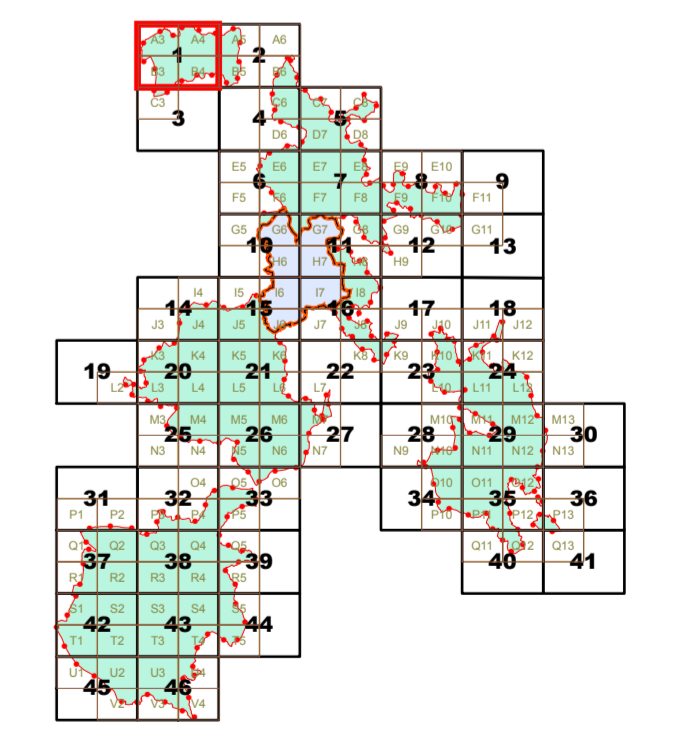 A3 A4 A5 A6
1 2
B3 B4 B5 B6
C3 C6 C7 C8
3 4 5
D6 D7 D8
E5 E6 E7 E8 E9 E10
6 7 8 9
F5 F6 F7 F8 F9 F10 F11
G5 G6 G7 G8 G9 G10 G11
10 11 12 13
H6 H7 H8 H9
I4 I5 I6 I7 I8
14 15 16 17 18
J3 J4 J5 J6 J7 J8 J9 J10 J11 J12
K3 K4 K5 K6 K8 K9 K10 K11 K12
19 20 21 22 23 24
L2 L3 L4 L5 L6 L7 L10 L11 L12
M3 M4 M5 M6 M7 M10 M11 M12 M13
25 26 27 28 29 30
N3 N4 N5 N6 N7 N9 N10 N11 N12 N13
O4 O5 O6 O10 O11 O12
31 32 33 34 35 36
P1 P2 P3 P4 P5 P10 P11 P12 P13
Q1 Q2 Q3 Q4 Q5 Q11 Q12 Q13
37 38 39 40 41
R1 R2 R3 R4 R5
S1 S2 S3 S4 S5
42 43 44
T1 T2 T3 T4 T5
U1 U2 U3 U4
45 46
V2 V3 V4